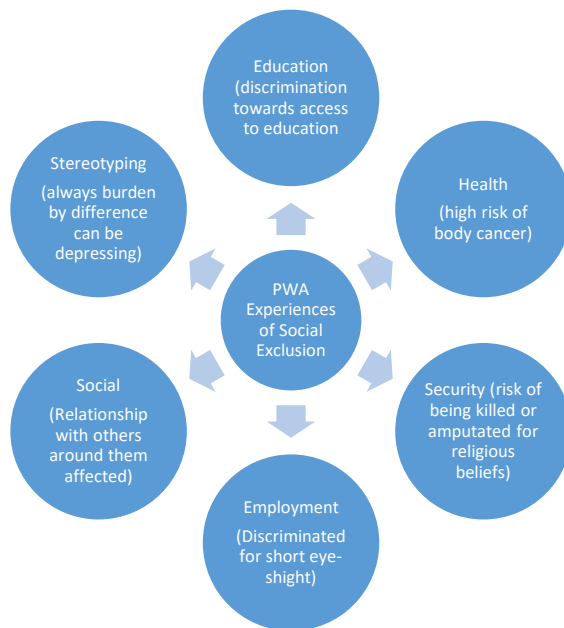 Education
(discrimination
towards access
to education
Health
(high risk of
body cancer)
Security (risk of
being killed or
amputated for
religious
beliefs)
Employment
(Discriminated
for short eye-
shight)
Social
(Relationship
with others
around them
affected)
Stereotyping
(always burden
by difference
can be
depressing)
PWA
Experiences
of Social
Exclusion